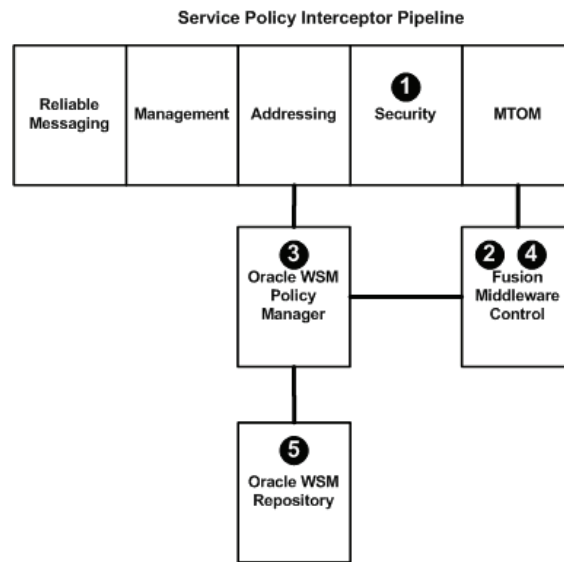 Service Policy Interceptor Pipeline
Reliable
Messaging
Management
Addressing
1
Security
MTOM
3
Oracle WSM
Policy
Manager
2 4
Fusion
Middleware
Control
5
Oracle WSM
Repository